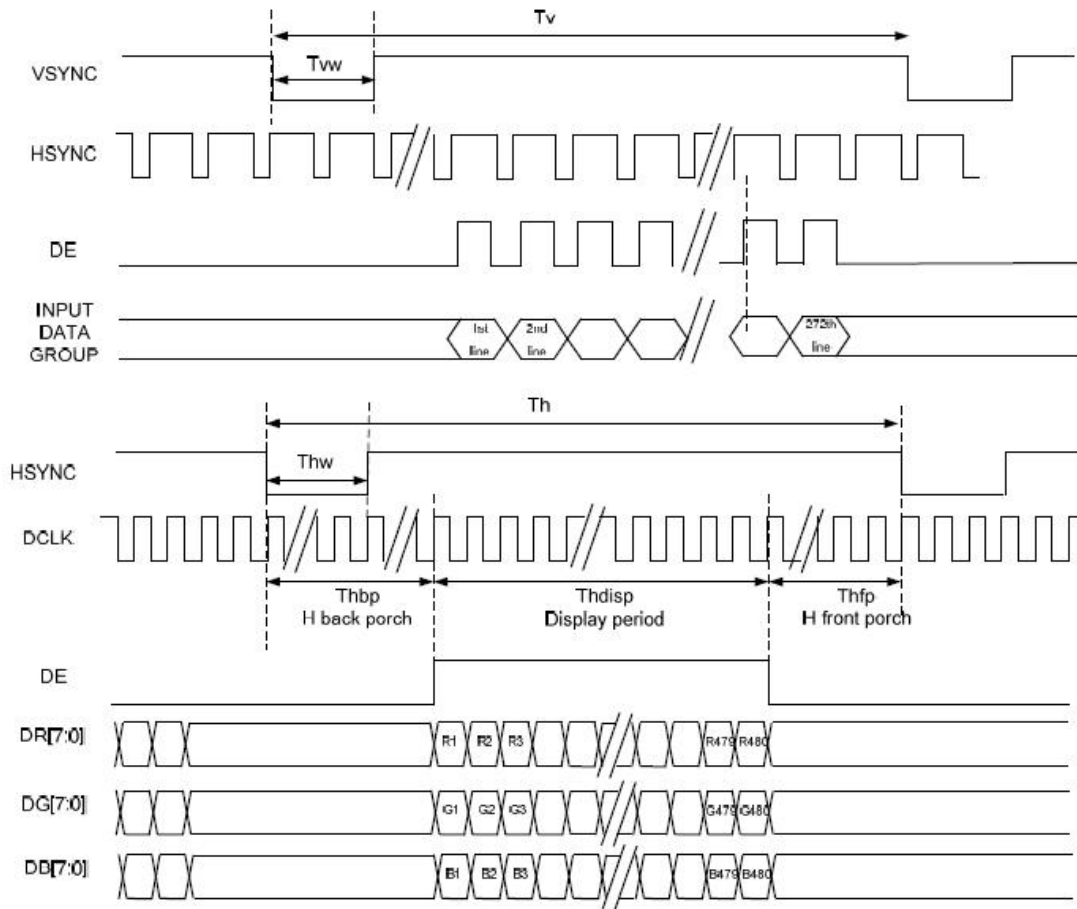 Tv
Tvw
VSYNC
HSYNC
DE
INPUT
DATA
GROUP
1st
line
2nd
line
272th
line
Th
Thw
HSYNC
DCLK
Thbp
H back porch
Thdisp
Display period
Thfp
H front porch
DE
DR[7:0]
R1 R2 R3 R479 R480
DG[7:0]
G1 G2 G3 G479 G480
DB[7:0]
B1 B2 B3 B479 B480